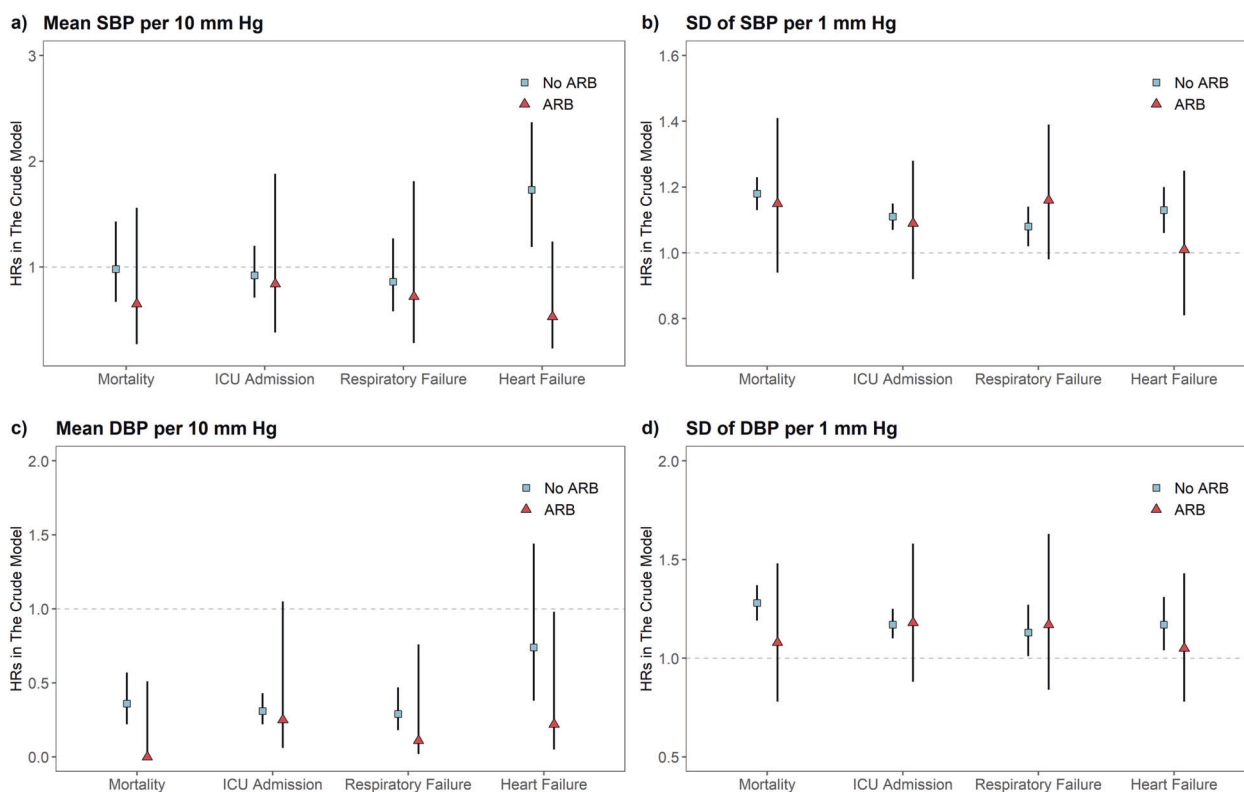 a) Mean SBP per 10 mm Hg
HRs in The Crude Model
3
2
1
No ARB
ARB
Mortality ICU Admission Respiratory Failure Heart Failure
b) SD of SBP per 1 mm Hg
HRs in The Crude Model
1.6
1.4
1.2
1.0
0.8
No ARB
ARB
Mortality ICU Admission Respiratory Failure Heart Failure
c) Mean DBP per 10 mm Hg
HRs in The Crude Model
2.0
1.5
1.0
0.5
0.0
No ARB
ARB
Mortality ICU Admission Respiratory Failure Heart Failure
d) SD of DBP per 1 mm Hg
HRs in The Crude Model
2.0
1.5
1.0
0.5
No ARB
ARB
Mortality ICU Admission Respiratory Failure Heart Failure